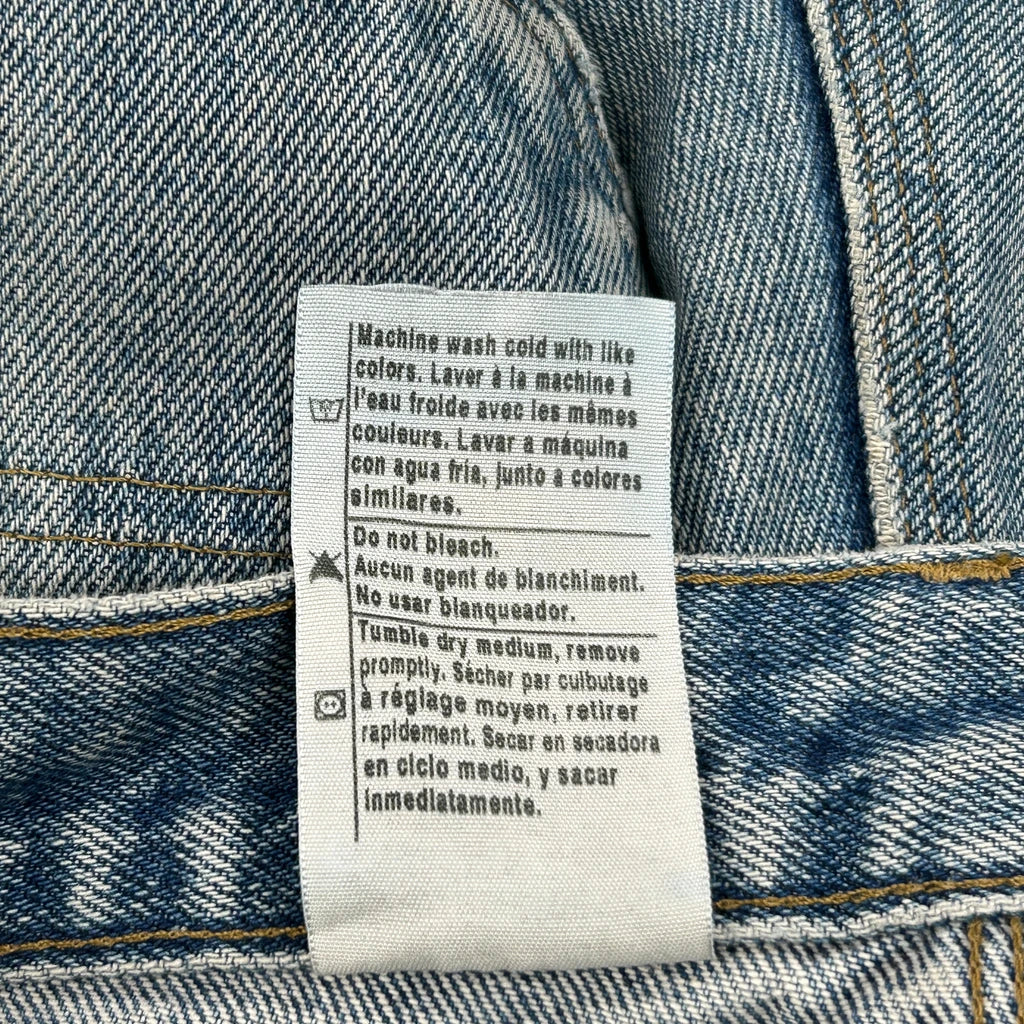 Machine wash cold with like
colors. Laver à la machine à
l'eau froide avec les mêmes
couleurs. Lavar a máquina
con agua fria, junto a colores
similares.
Do not bleach.
Aucun agent de blanchiment.
No usar blanqueador.
Tumble dry medium, remove
promptly. Sécher par culbutage
à réglage moyen, retirer
rapidement. Secar en secadora
en ciclo medio, y sacar
inmediatamente.